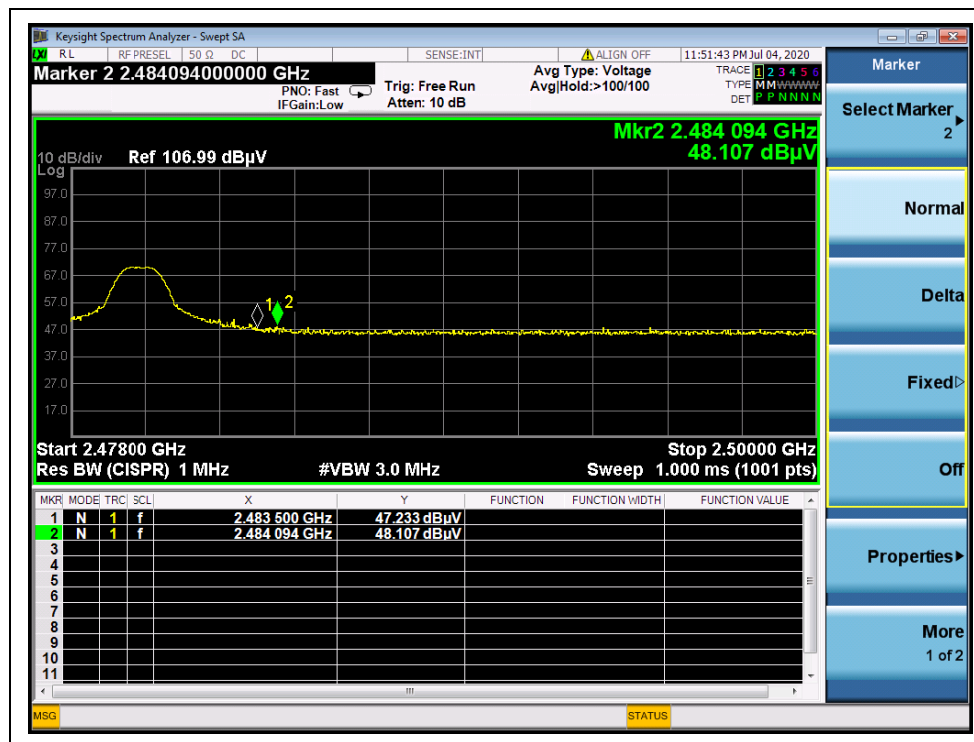 Keysight Spectrum Analyzer - Swept SA
LXI RL RF PRESEL 50 Ω DC SENSE:INT ALIGN OFF 11:51:43 PM Jul 04, 2020
Marker 2 2.484094000000 GHz
PNO: Fast
IFGain:Low
Trig: Free Run
Atten: 10 dB
Avg Type: Voltage
Avg|Hold:>100/100
TRACE 1 2 3 4 5 6
TYPE M M W W W W
DET P P N N N N
Mkr2 2.484 094 GHz
48.107 dBµV
10 dB/div Ref 106.99 dBµV
Log
97.0
87.0
77.0
67.0
57.0
47.0
37.0
27.0
17.0
1 2
Start 2.47800 GHz Stop 2.50000 GHz
Res BW (CISPR) 1 MHz #VBW 3.0 MHz Sweep 1.000 ms (1001 pts)
MKR MODE TRC SCL X Y FUNCTION FUNCTION WIDTH FUNCTION VALUE
1 N 1 f 2.483 500 GHz 47.233 dBµV
2 N 1 f 2.484 094 GHz 48.107 dBµV
3
4
5
6
7
8
9
10
11
MSG STATUS
Marker
Select Marker
2
Normal
Delta
Fixed
Off
Properties
More
1 of 2